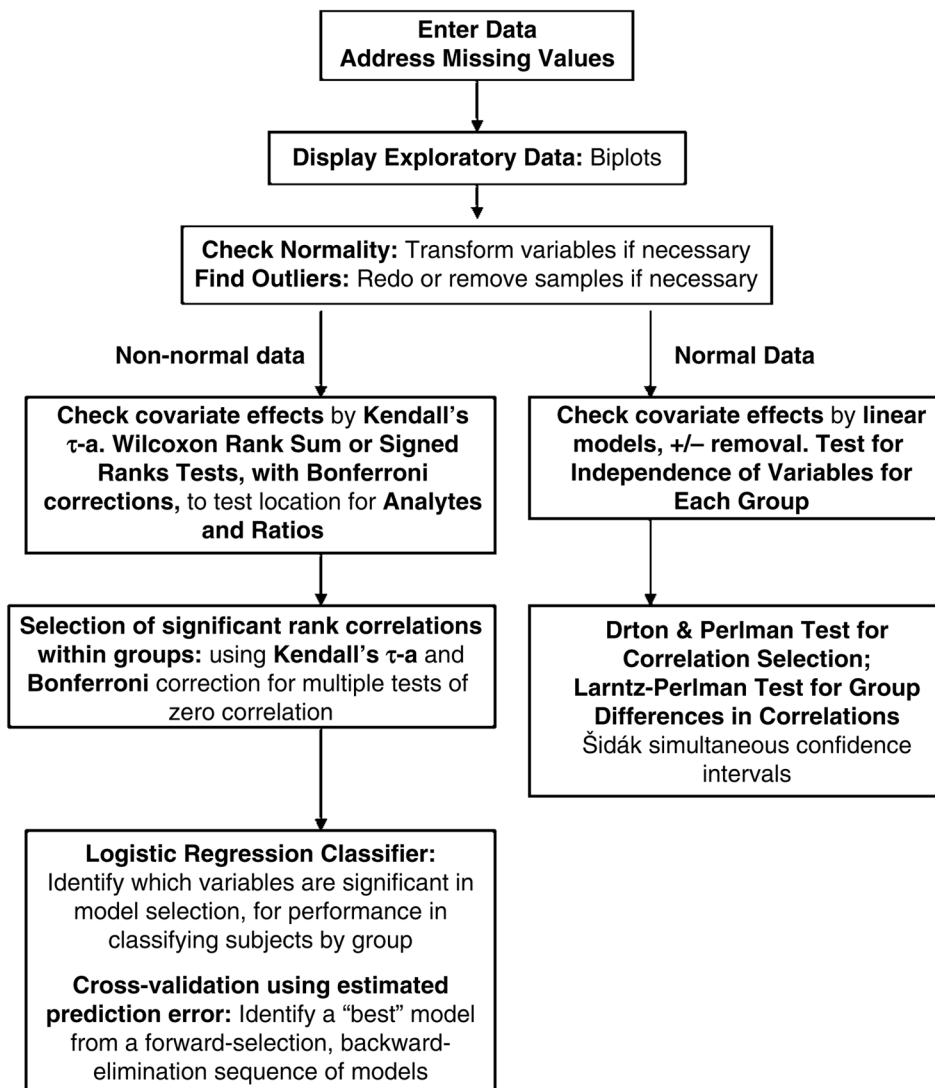 Enter Data
Address Missing Values
Display Exploratory Data: Biplots
Check Normality: Transform variables if necessary
Find Outliers: Redo or remove samples if necessary
Non-normal data
Normal Data
Check covariate effects by Kendall's
τ-a. Wilcoxon Rank Sum or Signed
Ranks Tests, with Bonferroni
corrections, to test location for Analytes
and Ratios
Check covariate effects by linear
models, +/– removal. Test for
Independence of Variables for
Each Group
Selection of significant rank correlations
within groups: using Kendall's τ-a and
Bonferroni correction for multiple tests of
zero correlation
Drton & Perlman Test for
Correlation Selection;
Larntz-Perlman Test for Group
Differences in Correlations
Šidák simultaneous confidence
intervals
Logistic Regression Classifier:
Identify which variables are significant in
model selection, for performance in
classifying subjects by group
Cross-validation using estimated
prediction error: Identify a “best” model
from a forward-selection, backward-
elimination sequence of models